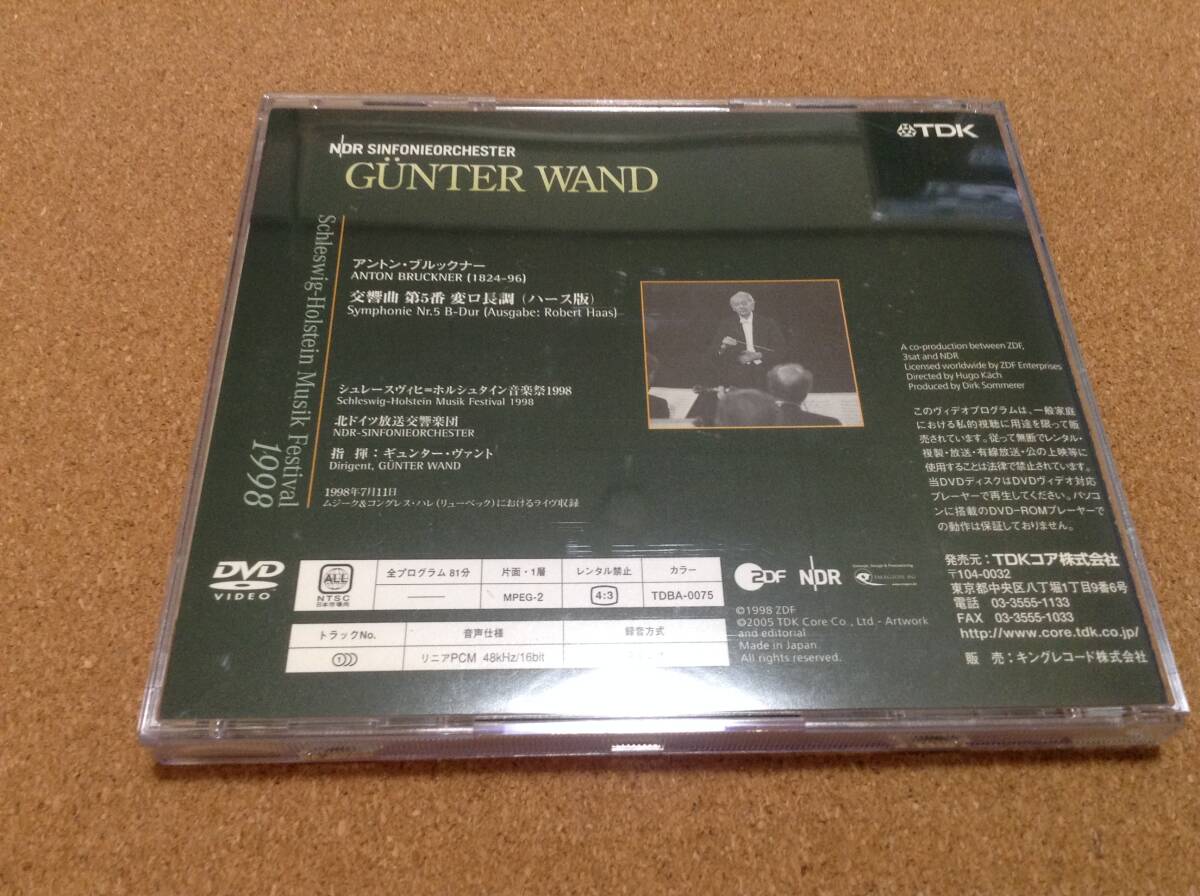 TDK
NDR SINFONIEORCHESTER
GÜNTER WAND
Schleswig-Holstein Musik Festival
1998
アントン・ブルックナー
ANTON BRUCKNER (1824–96)
交響曲 第5番 変ロ長調 (ハース版)
Symphonie Nr.5 B-Dur (Ausgabe: Robert Haas)
シュレースヴィヒ=ホルシュタイン音楽祭1998
Schleswig-Holstein Musik Festival 1998
北ドイツ放送交響楽団
NDR-SINFONIEORCHESTER
指 揮:ギュンター・ヴァント
Dirigent, GÜNTER WAND
1998年7月11日
ムジーク&コングレス・ハレ(リューベック)におけるライヴ収録
A co-production between ZDF,
3sat and NDR
Licensed worldwide by ZDF Enterprises
Directed by Hugo Käch
Produced by Dirk Sommerer
このヴィデオプログラムは、一般家庭
における私的視聴に用途を限って販
売されています。従って無断でレンタル・
複製・放送・有線放送・公の上映等に
使用することは法律で禁止されています。
当DVDディスクはDVDヴィデオ対応
プレーヤーで再生してください。パソコ
ンに搭載のDVD-ROMプレーヤーで
の動作は保証しておりません。
DVD
VIDEO
ALL
NTSC
日本市場向
全プログラム 81分
片面・1層
レンタル禁止
カラー
MPEG-2
4:3
TDBA-0075
トラックNo.
音声仕様
録音方式
1
リニアPCM 48kHz/16bit
ZDF
NDR
©1998 ZDF
©2005 TDK Core Co., Ltd - Artwork
and editorial
Made in Japan
All rights reserved.
発売元:TDKコア株式会社
〒104-0032
東京都中央区八丁堀1丁目9番6号
電話 03-3555-1133
FAX 03-3555-1033
http://www.core.tdk.co.jp/
販 売:キングレコード株式会社